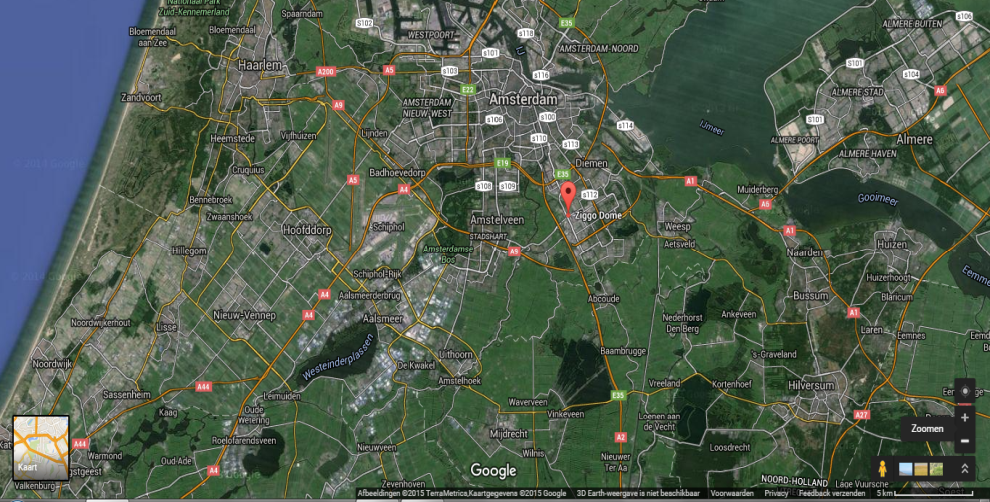 Nationaal Park
Zuid-Kennemerland
Spaarndam
S102
WESTPOORT
E35
s118
AMSTERDAM-NOORD
ALMERE-BUITEN
s106
Bloemendaal
aan Zee
Bloemendaal
s101
IJ
Haarlem
A200
A5
s103
s116
S101
s104
Zandvoort
A9
E22
Amsterdam
ALMERE STAD
A6
AMSTERDAM
NIEUW-WEST
s106
s100
s114
IJmeer
S101
Heemstede
Vijfhuizen
Lijnden
s110
s113
ALMERE POORT
Almere
Cruquius
Badhoevedorp
E19
Diemen
ALMERE HAVEN
A5
A4
s108
s109
E35
s112
A1
Muiderberg
A6
Gooimeer
Bennebroek
Zwaanshoek
Hoofddorp
Schiphol
Amstelveen
STADSHART
Ziggo Dome
Weesp
A1
Aetsveld
Huizen
Hillegom
Amsterdamse
Bos
A9
Naarden
Schiphol-Rijk
Huizerhoogt
A4
Aalsmeerderbrug
Abcoude
Bussum
Blaricum
Noordwijkerhout
Lisse
Nieuw-Vennep
A4
Aalsmeer
Nederhorst
Den Berg
Ankeveen
A1
Laren
Eemnes
Noordwijk
Westeinderplassen
De Kwakel
Uithoorn
Baambrugge
's-Graveland
Sassenheim
A44
Amstelhoek
E35
Vreeland
Kortenhoef
Hilversum
Leimuiden
Kaag
Oude
Wetering
Waverveen
Vinkeveen
Loenen aan
de Vecht
A27
Roelofarendsveen
Mijdrecht
A2
Zoomen
Kaart
A44
Warmond
Oud-Ade
A4
Nieuwveen
Wilnis
Nieuwer
Ter Aa
Loosdrecht
Google
Valkenburg
Zevenhoven
NOORD-HOLLAND
Lage Vuursche
Afbeeldingen ©2015 TerraMetrics,Kaartgegevens ©2015 Google 3D Earth-weergave is niet beschikbaar Voorwaarden Privacy Feedback verzenden 5 km